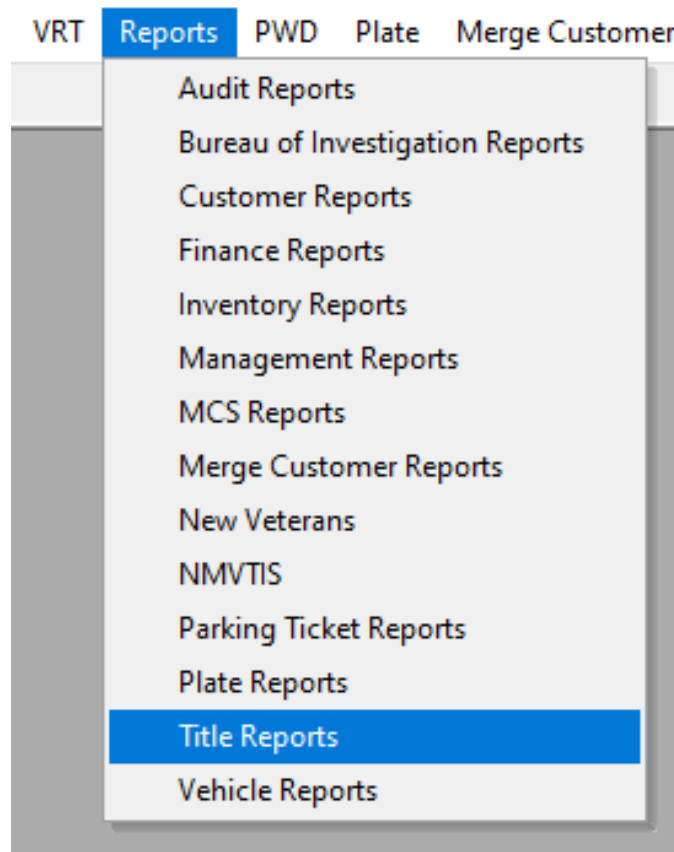 VRT Reports PWD Plate Merge Customer
Audit Reports
Bureau of Investigation Reports
Customer Reports
Finance Reports
Inventory Reports
Management Reports
MCS Reports
Merge Customer Reports
New Veterans
NMVTIS
Parking Ticket Reports
Plate Reports
Title Reports
Vehicle Reports